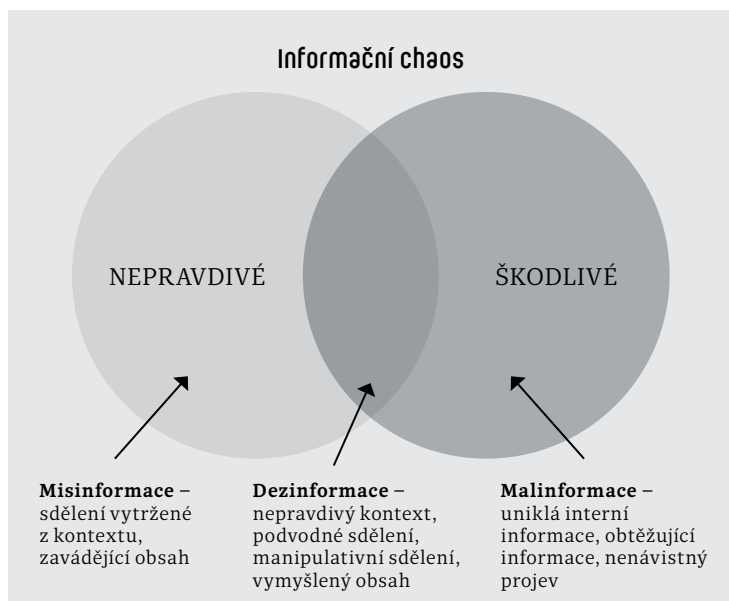 Informační chaos
NEPRAVDIVÉ
ŠKODLIVÉ
Misinformace –
sdělení vytržené
z kontextu,
zavádějící obsah
Dezinformace –
nepravdivý kontext,
podvodné sdělení,
manipulativní sdělení,
vymyšlený obsah
Malinformace –
uniklá interní
informace, obtěžující
informace, nenávistný
projev